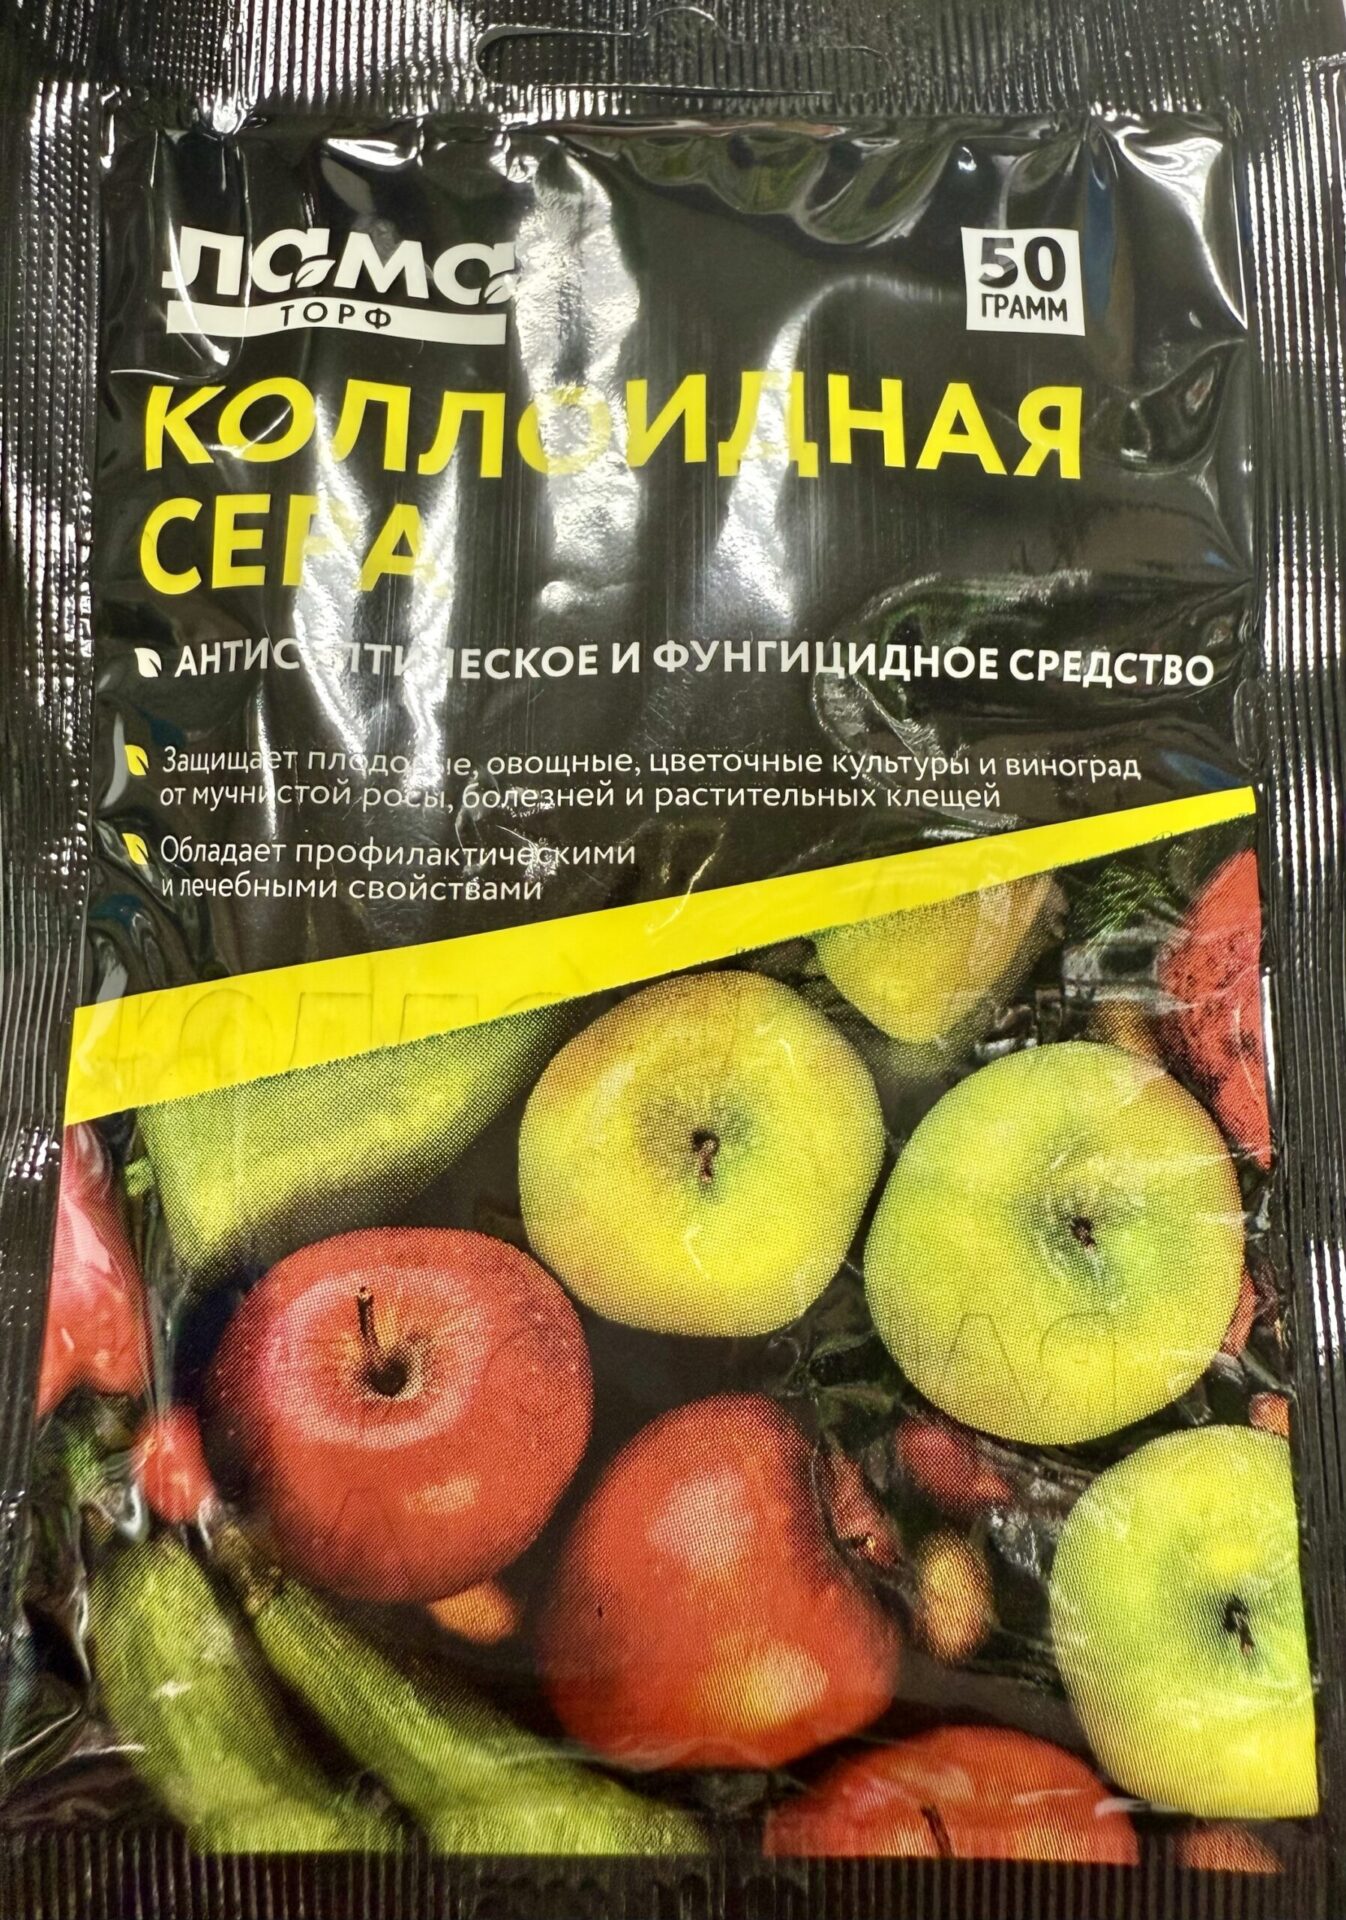 лама
ТОРФ
50
ГРАММ
КОЛЛОИДНАЯ
СЕРА
АНТИСЕПТИЧЕСКОЕ И ФУНГИЦИДНОЕ СРЕДСТВО
Защищает плодовые, овощные, цветочные культуры и виноград
от мучнистой росы, болезней и растительных клещей
Обладает профилактическими
и лечебными свойствами